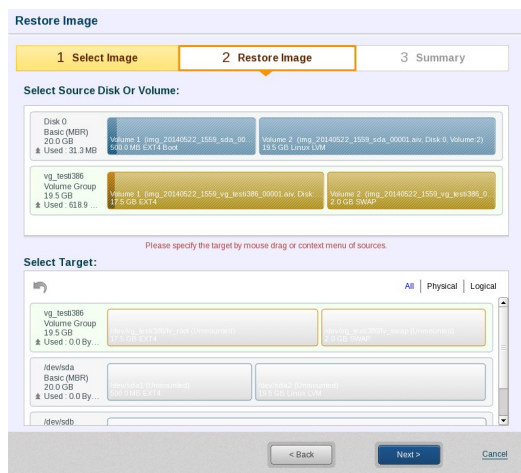 Restore Image
1 Select Image
2 Restore Image
3 Summary
Select Source Disk Or Volume:
Disk 0
Basic (MBR)
20.0 GB
Used : 31.3 MB
Volume 1 (img_20140522_1559_sda_00...
500.0 MB EXT4 Boot
Volume 2 (img_20140522_1559_sda_00001.aiv, Disk:0, Volume:2)
19.5 GB Linux LVM
vg_testi386
Volume Group
19.5 GB
Used : 618.9 ...
Volume 1 (img_20140522_1559_vg_testi386_00001.aiv, Disk
17.5 GB EXT4
Volume 2 (img_20140522_1559_vg_testi386_0...
2.0 GB SWAP
Please specify the target by mouse drag or context menu of sources.
Select Target:
All | Physical | Logical
vg_testi386
Volume Group
19.5 GB
Used : 0.0 By...
17.5 GB EXT4
2.0 GB SWAP
/dev/sda
Basic (MBR)
20.0 GB
Used : 0.0 By...
/dev/sda1 (Unmounted)
500.0 MB EXT4
/dev/sda2 (Unmounted)
19.5 GB Linux LVM
/dev/sdb
< Back
Next >
Cancel